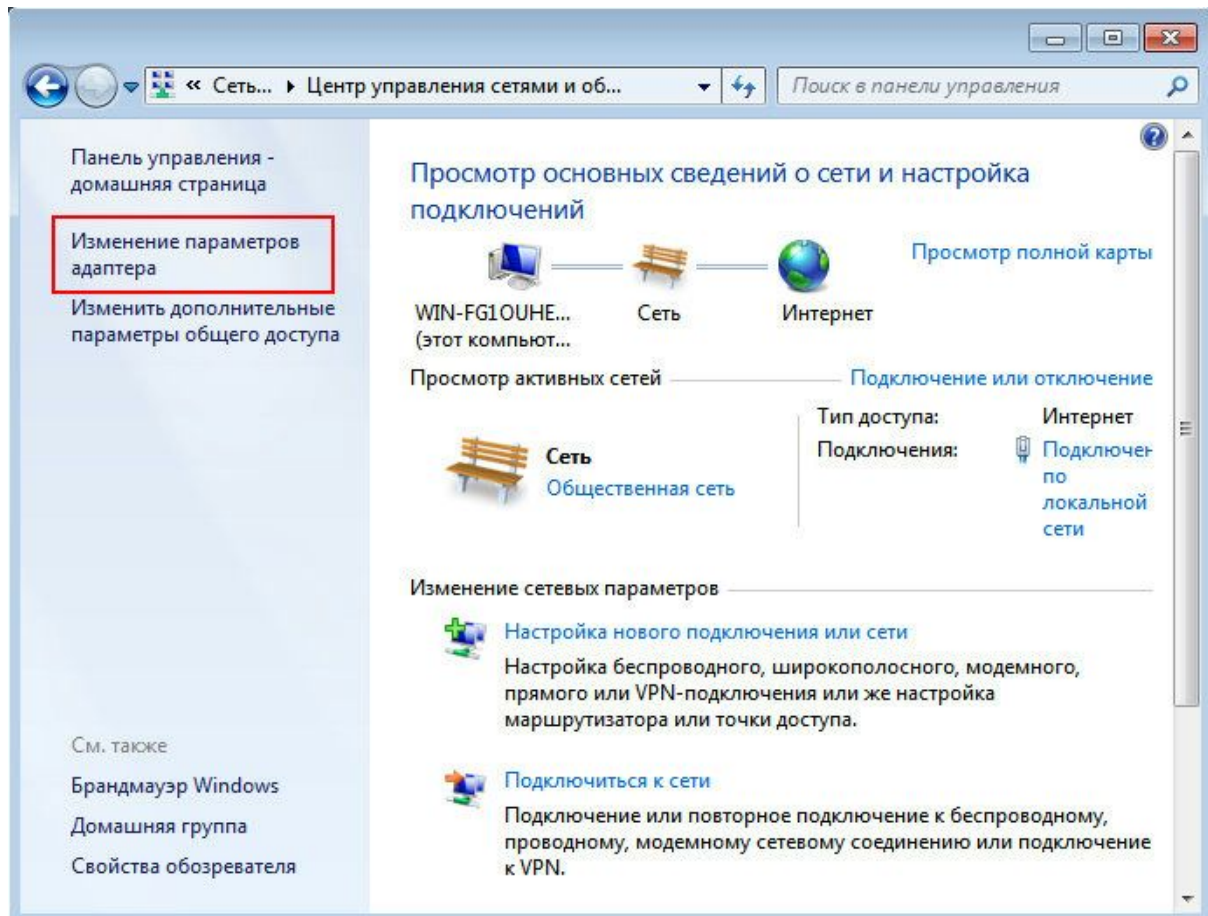 « Сеть... ▸ Центр управления сетями и об...
Поиск в панели управления
Панель управления -
домашняя страница
Изменение параметров
адаптера
Изменить дополнительные
параметры общего доступа
См. также
Брандмауэр Windows
Домашняя группа
Свойства обозревателя
Просмотр основных сведений о сети и настройка
подключений
Просмотр полной карты
WIN-FG1OUHE...
(этот компьют...
Сеть
Интернет
Просмотр активных сетей
Подключение или отключение
Сеть
Общественная сеть
Тип доступа: Интернет
Подключения: Подключен
по
локальной
сети
Изменение сетевых параметров
Настройка нового подключения или сети
Настройка беспроводного, широкополосного, модемного,
прямого или VPN-подключения или же настройка
маршрутизатора или точки доступа.
Подключиться к сети
Подключение или повторное подключение к беспроводному,
проводному, модемному сетевому соединению или подключение
к VPN.